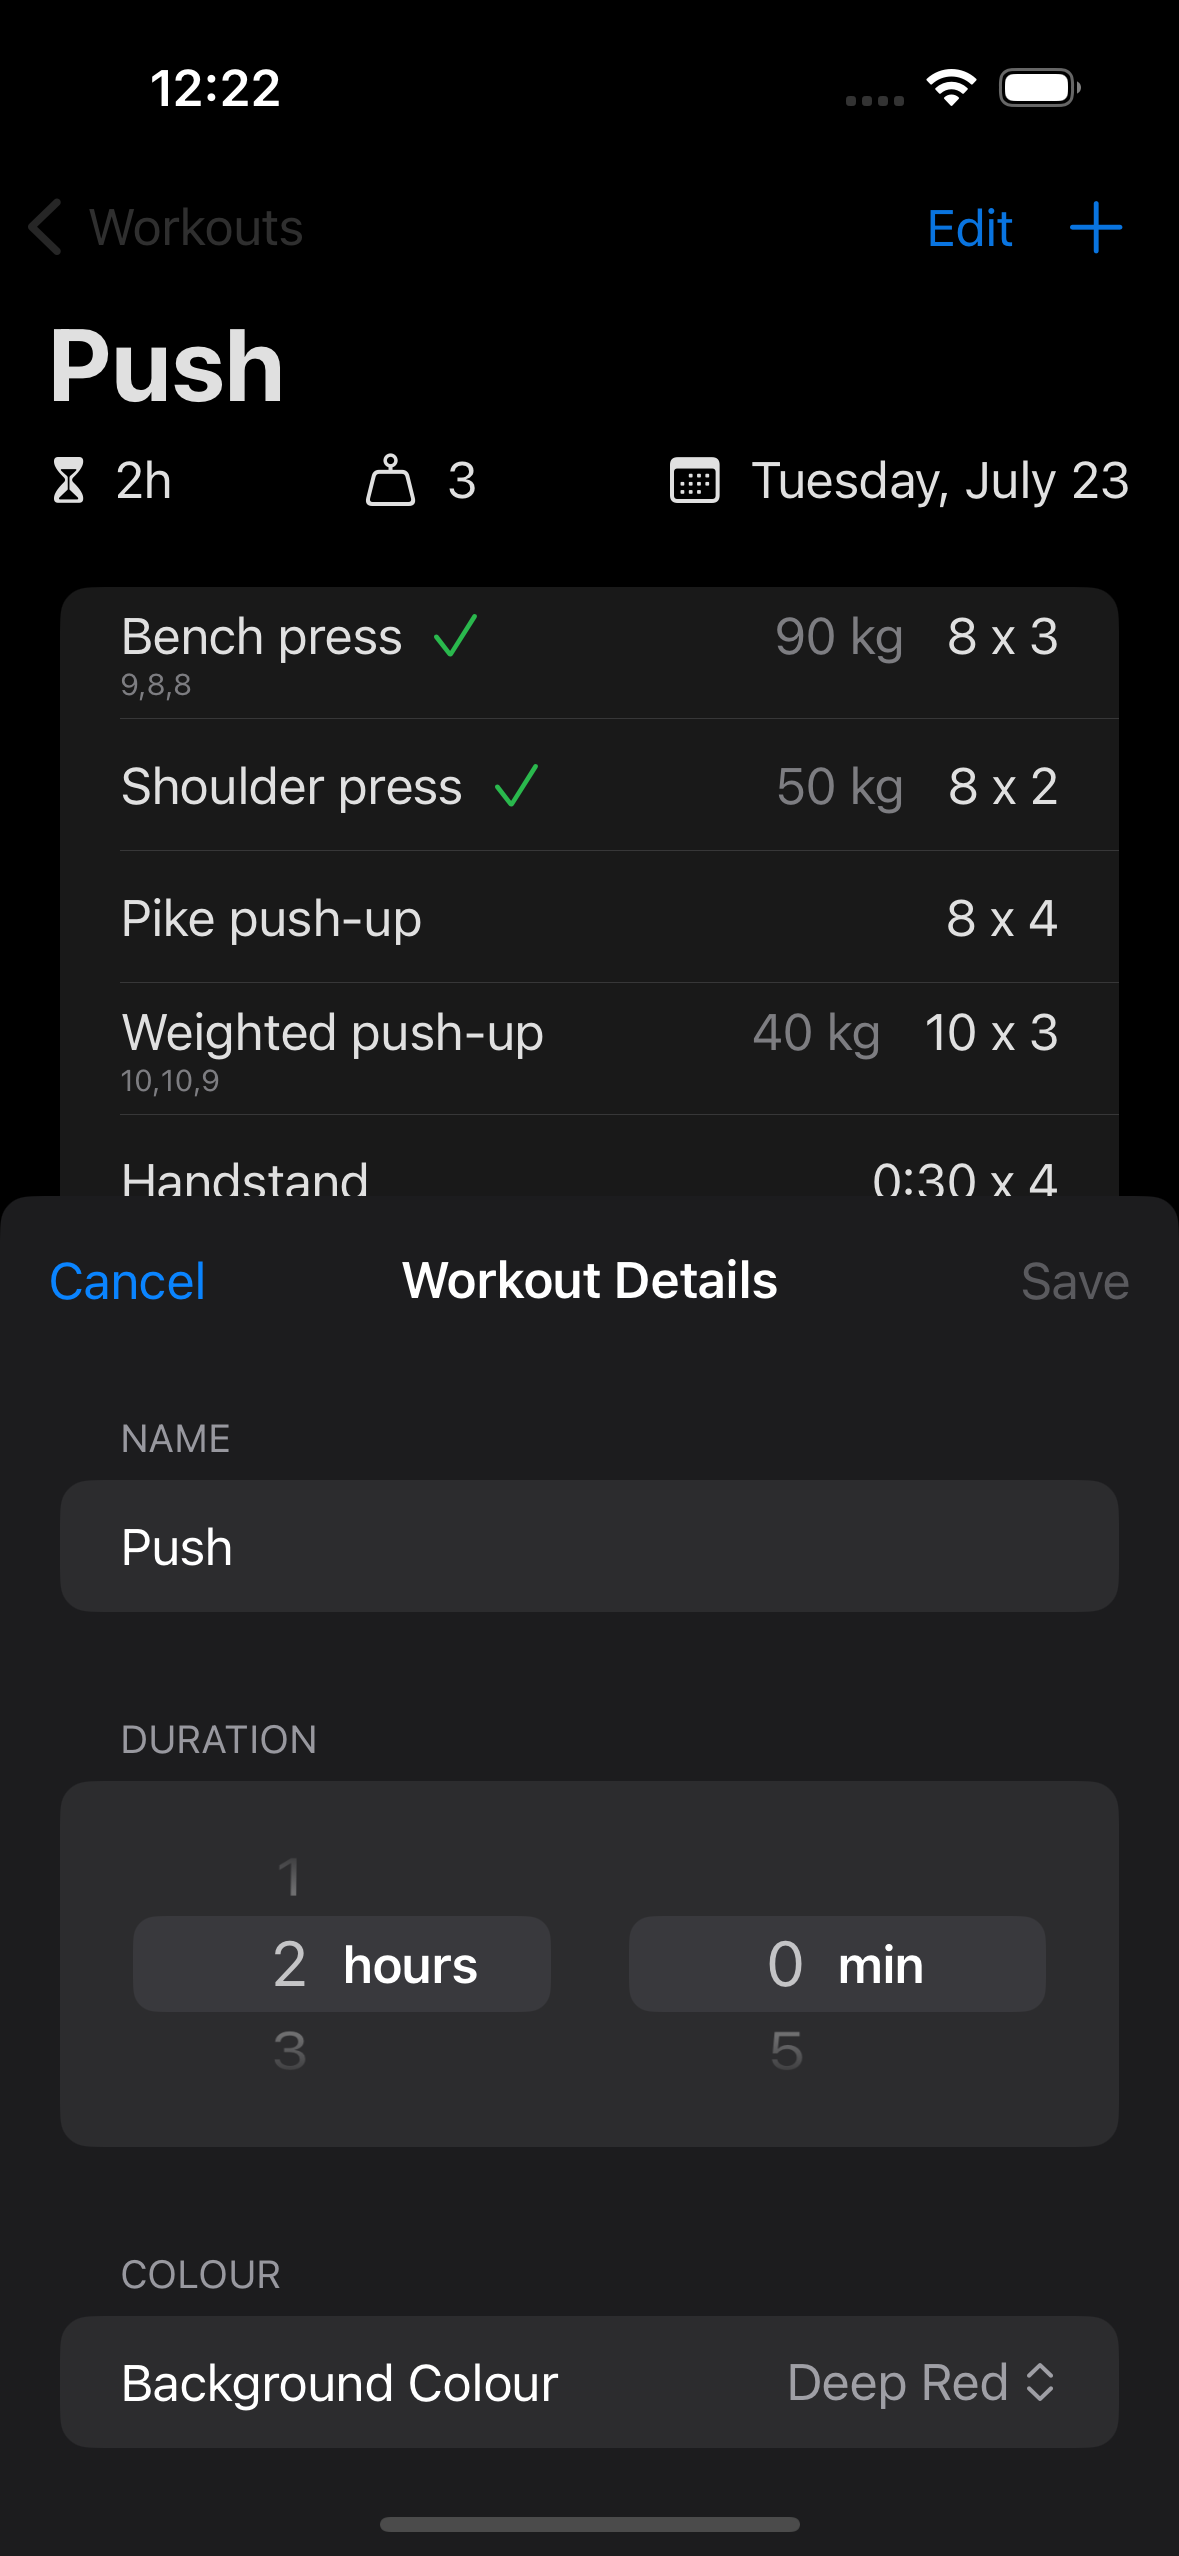 12:22
Workouts
Edit
Push
2h 3 Tuesday, July 23
Bench press 90 kg 8 x 3
9,8,8
Shoulder press 50 kg 8 x 2
Pike push-up 8 x 4
Weighted push-up 40 kg 10 x 3
10,10,9
Handstand 0:30 x 4
Cancel Workout Details Save
NAME
Push
DURATION
1
2 hours 0 min
3 5
COLOUR
Background Colour Deep Red